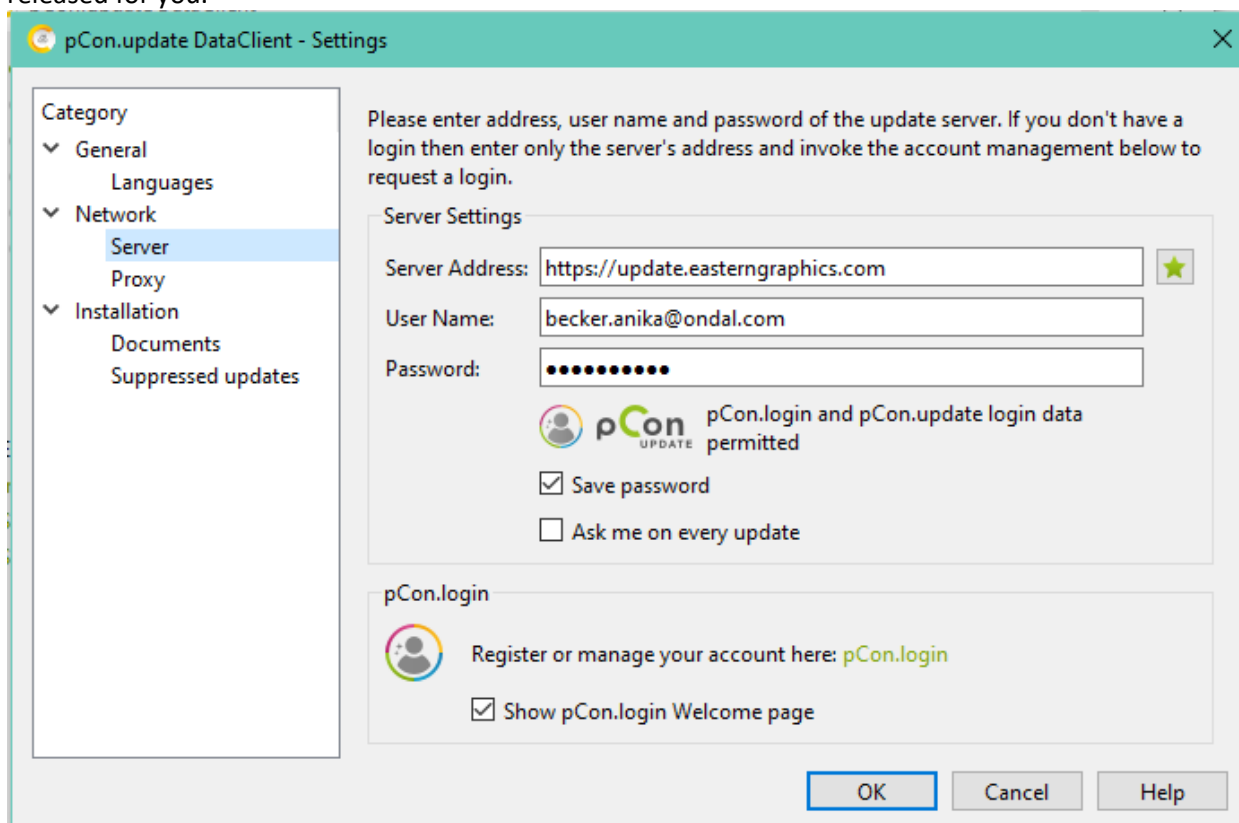 released for you.
pCon.update DataClient - Settings
Category
General
Languages
Network
Server
Proxy
Installation
Documents
Suppressed updates
Please enter address, user name and password of the update server. If you don't have a
login then enter only the server's address and invoke the account management below to
request a login.
Server Settings
Server Address: https://update.easterngraphics.com
User Name: becker.anika@ondal.com
Password: ●●●●●●●●●●
pCon UPDATE
pCon.login and pCon.update login data
permitted
Save password
Ask me on every update
pCon.login
Register or manage your account here: pCon.login
Show pCon.login Welcome page
OK Cancel Help